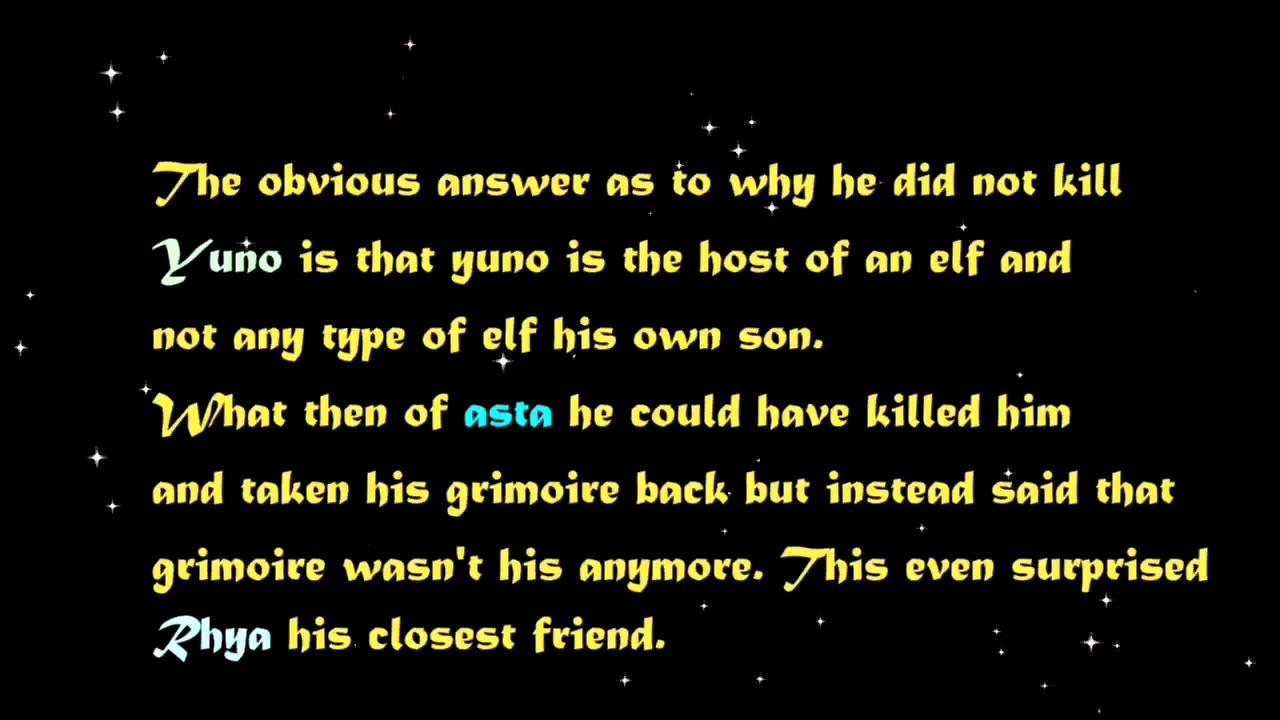 The obvious answer as to why he did not kill
Yuno is that yuno is the host of an elf and
not any type of elf his own son.
What then of asta he could have killed him
and taken his grimoire back but instead said that
grimoire wasn't his anymore. This even surprised
Rhya his closest friend.